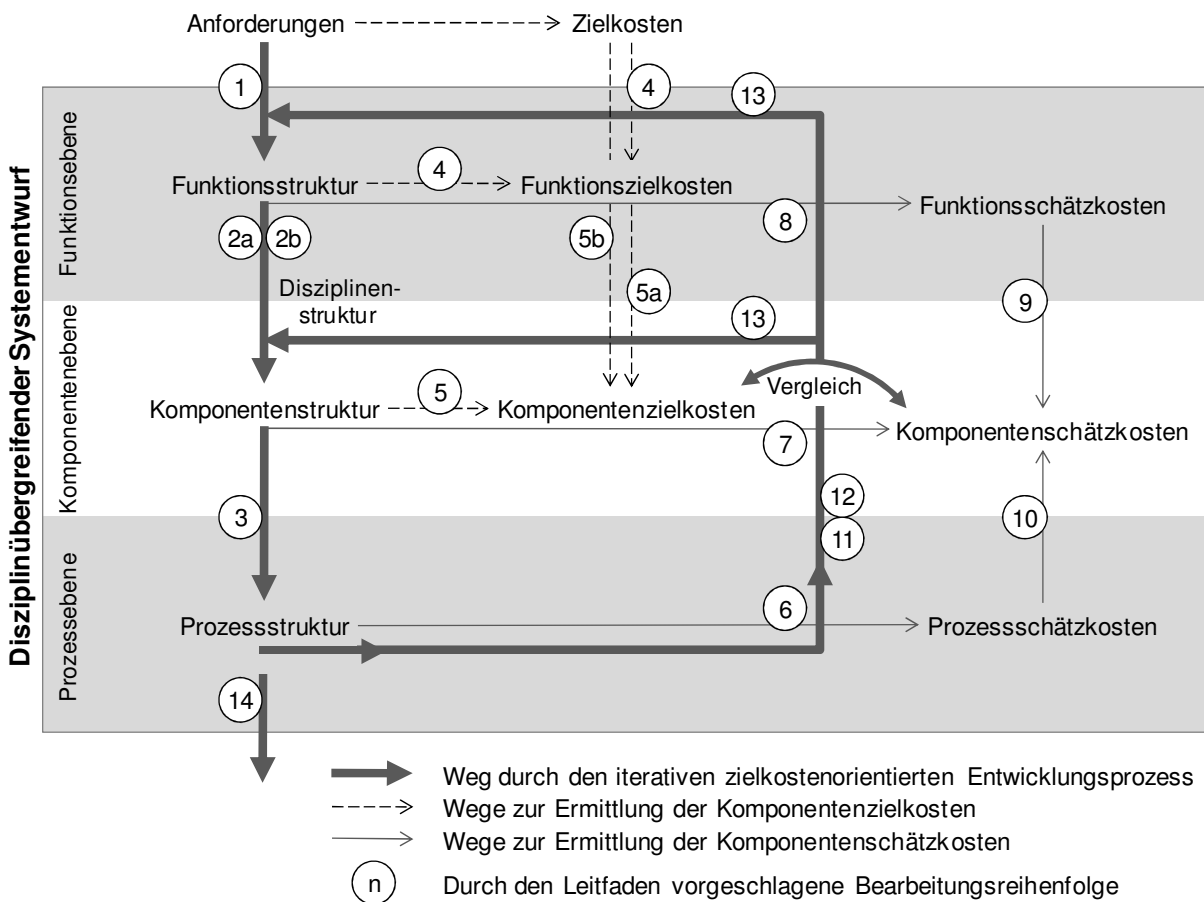 Anforderungen
Zielkosten
1
4
13
Disziplinübergreifender Systementwurf
Funktionsebene
Funktionsstruktur
4
Funktionszielkosten
Funktionsschätzkosten
8
2a
2b
5b
5a
9
Disziplinen-
struktur
13
Komponentenebene
Vergleich
Komponentenstruktur
5
Komponentenzielkosten
Komponentenschätzkosten
7
3
12
11
10
Prozessebene
6
Prozessstruktur
Prozessschätzkosten
14
Weg durch den iterativen zielkostenorientierten Entwicklungsprozess
Wege zur Ermittlung der Komponentenzielkosten
Wege zur Ermittlung der Komponentenschätzkosten
n
Durch den Leitfaden vorgeschlagene Bearbeitungsreihenfolge